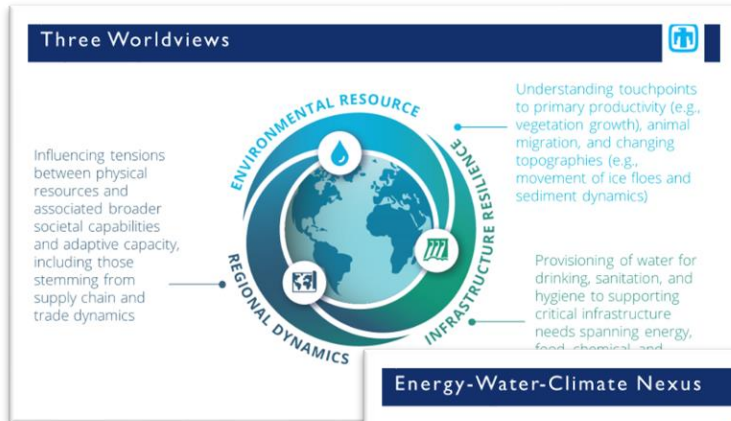 Three Worldviews
ENVIRONMENTAL RESOURCE
Understanding touchpoints
to primary productivity (e.g.,
vegetation growth), animal
migration, and changing
topographies (e.g.,
movement of ice floes and
sediment dynamics)
Influencing tensions
between physical
resources and
associated broader
societal capabilities
and adaptive capacity,
including those
stemming from
supply chain and
trade dynamics
REGIONAL DYNAMICS
INFRASTRUCTURE RESILIENCE
Provisioning of water for
drinking, sanitation, and
hygiene to supporting
critical infrastructure
needs spanning energy,
food, chemical, and
Energy-Water-Climate Nexus